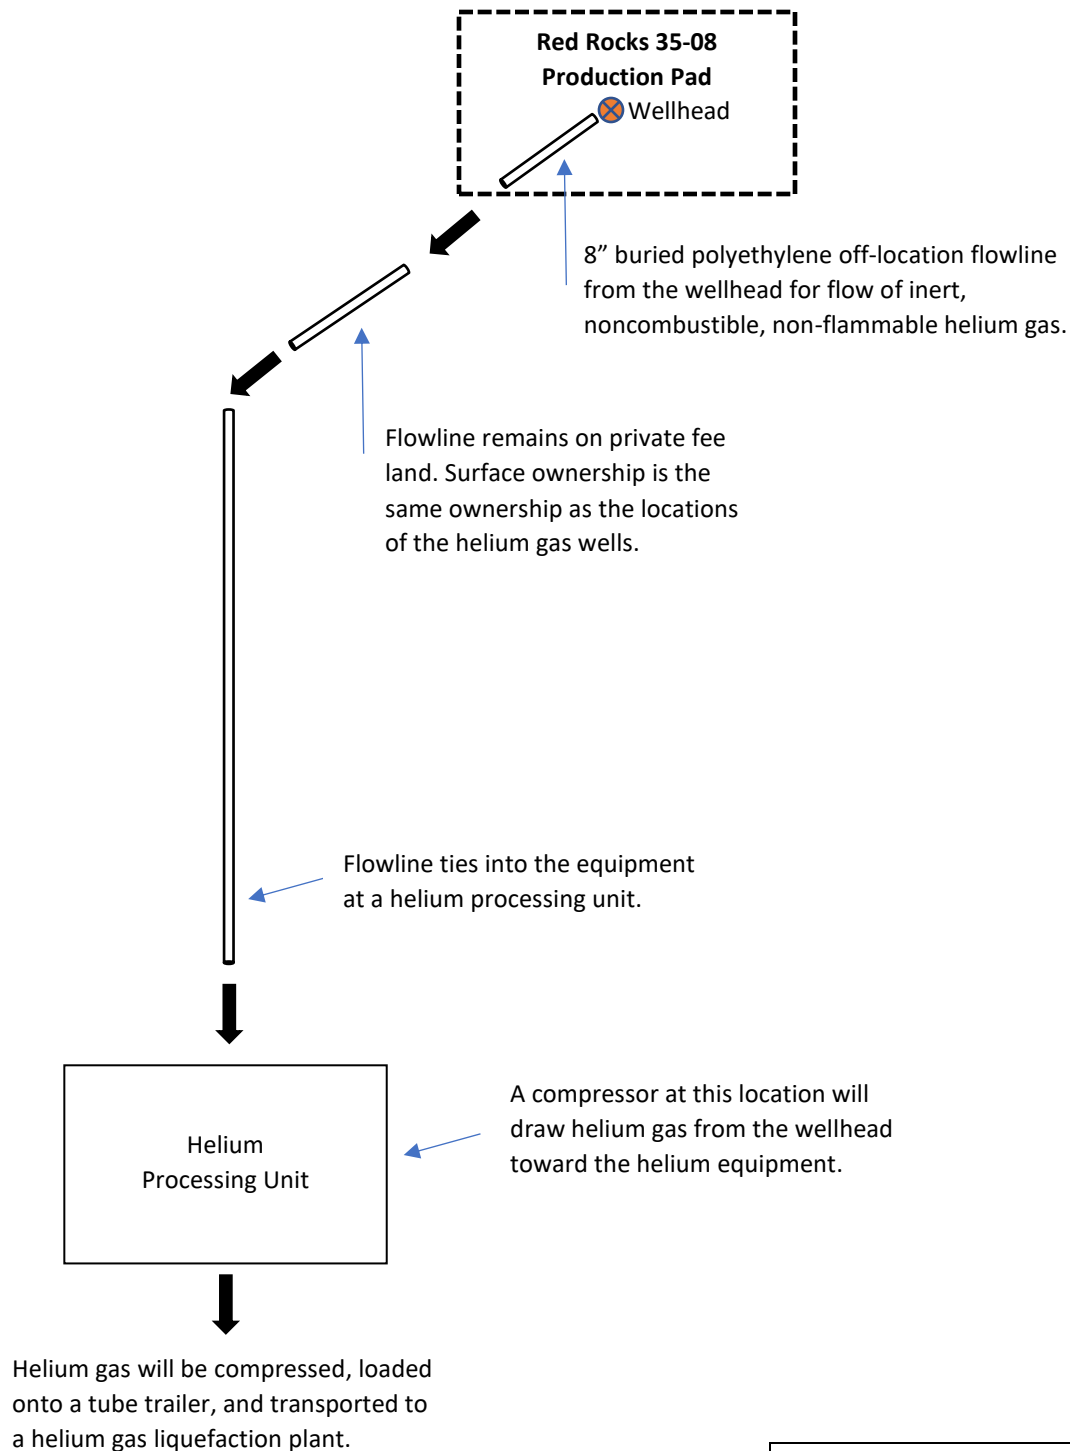 Red Rocks 35-08
Production Pad
Wellhead
8” buried polyethylene off-location flowline
from the wellhead for flow of inert,
noncombustible, non-flammable helium gas.
Flowline remains on private fee
land. Surface ownership is the
same ownership as the locations
of the helium gas wells.
Flowline ties into the equipment
at a helium processing unit.
A compressor at this location will
draw helium gas from the wellhead
toward the helium equipment.
Helium
Processing Unit
Helium gas will be compressed, loaded
onto a tube trailer, and transported to
a helium gas liquefaction plant.